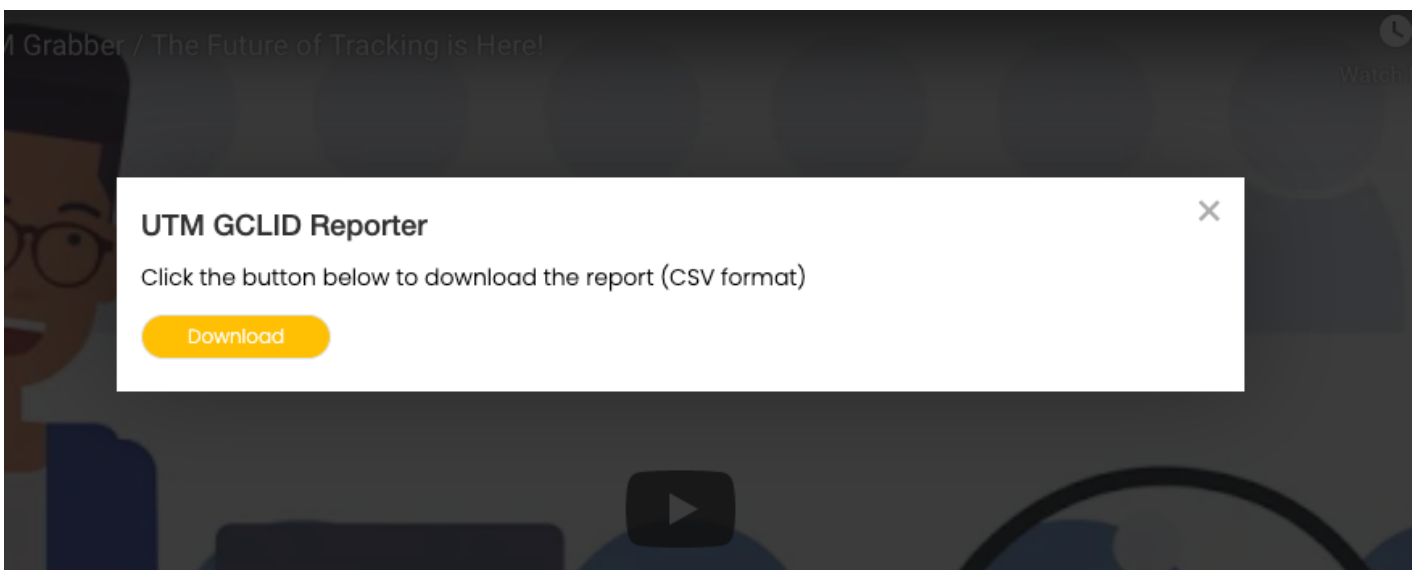 Grabber / The Future of Tracking is Here!
Watch
UTM GCLID Reporter
Click the button below to download the report (CSV format)
Download